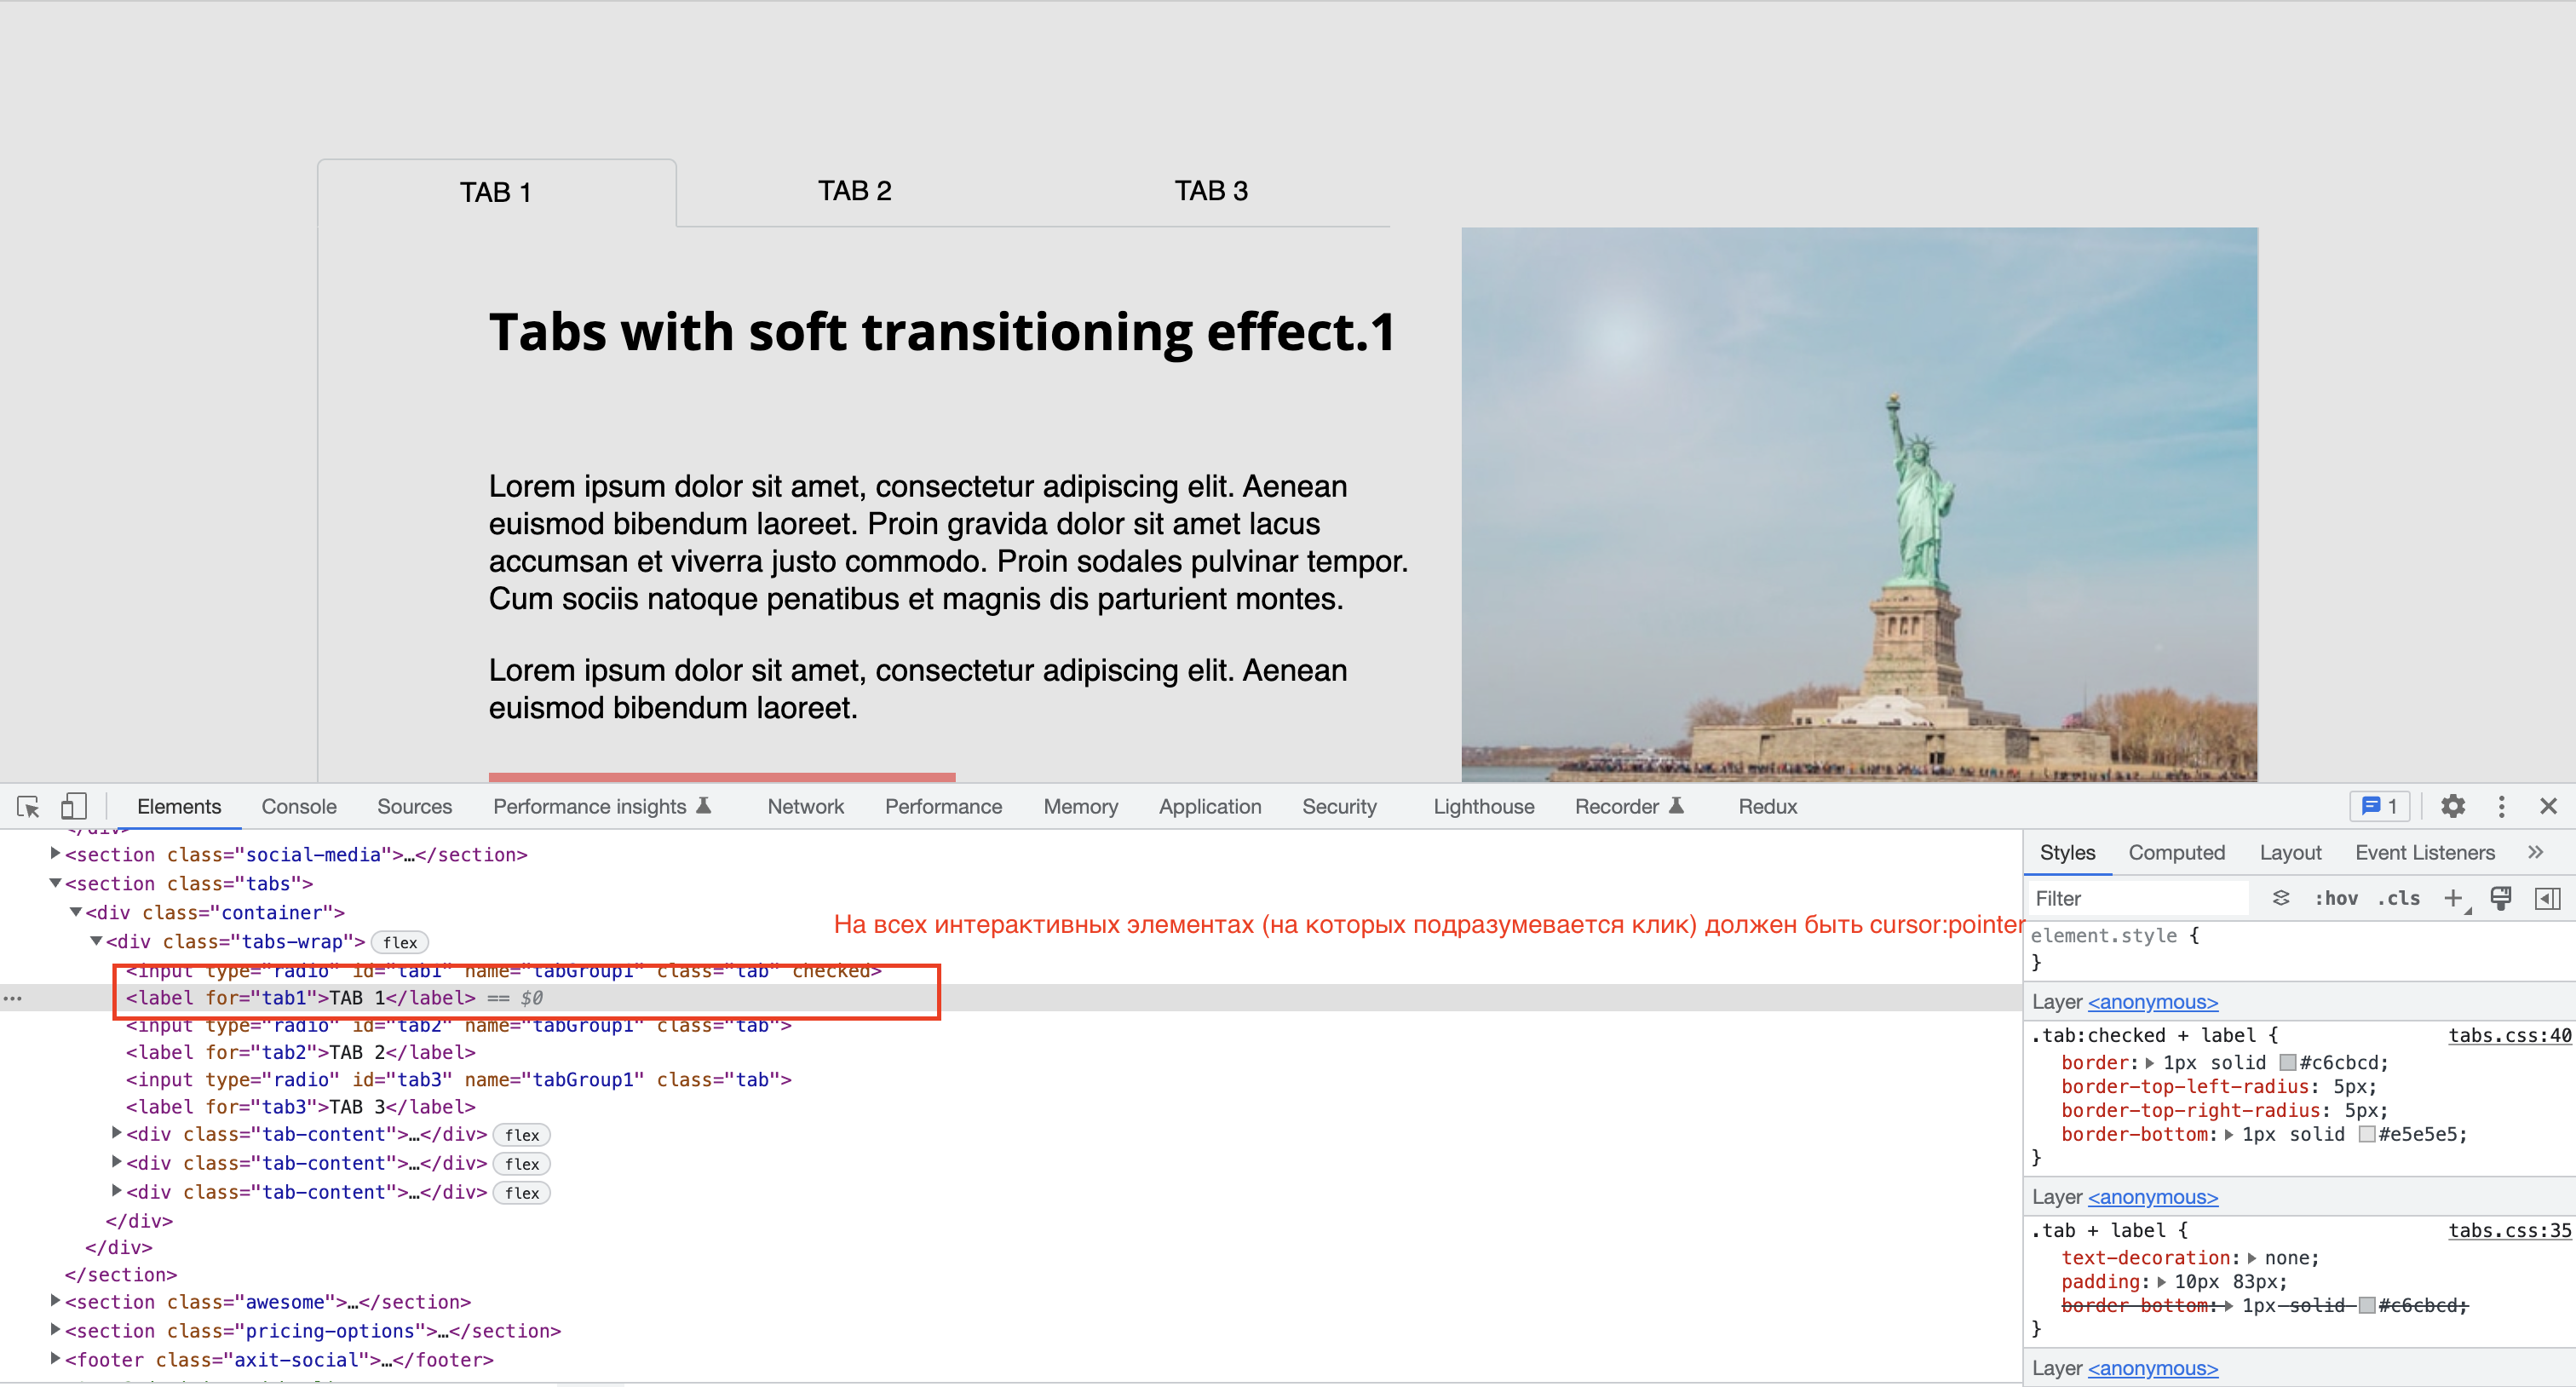 TAB 1
TAB 2
TAB 3
Tabs with soft transitioning effect.1
Lorem ipsum dolor sit amet, consectetur adipiscing elit. Aenean
euismod bibendum laoreet. Proin gravida dolor sit amet lacus
accumsan et viverra justo commodo. Proin sodales pulvinar tempor.
Cum sociis natoque penatibus et magnis dis parturient montes.
Lorem ipsum dolor sit amet, consectetur adipiscing elit. Aenean
euismod bibendum laoreet.
Elements Console Sources Performance insights Network Performance Memory Application Security Lighthouse Recorder Redux 1
</div>
<section class="social-media">…</section>
<section class="tabs">
<div class="container">
<div class="tabs-wrap"> flex
На всех интерактивных элементах (на которых подразумевается клик) должен быть cursor:pointer
<input type="radio" id="tab1" name="tabGroup1" class="tab" checked>
<label for="tab1">TAB 1</label> == $0
<input type="radio" id="tab2" name="tabGroup1" class="tab">
<label for="tab2">TAB 2</label>
<input type="radio" id="tab3" name="tabGroup1" class="tab">
<label for="tab3">TAB 3</label>
<div class="tab-content">…</div> flex
<div class="tab-content">…</div> flex
<div class="tab-content">…</div> flex
</div>
</div>
</section>
<section class="awesome">…</section>
<section class="pricing-options">…</section>
<footer class="axit-social">…</footer>
Styles Computed Layout Event Listeners »
Filter :hov .cls +
element.style {
}
Layer <anonymous>
.tab:checked + label { tabs.css:40
border: 1px solid #c6cbcd;
border-top-left-radius: 5px;
border-top-right-radius: 5px;
border-bottom: 1px solid #e5e5e5;
}
Layer <anonymous>
.tab + label { tabs.css:35
text-decoration: none;
padding: 10px 83px;
border-bottom: 1px solid #c6cbcd;
}
Layer <anonymous>